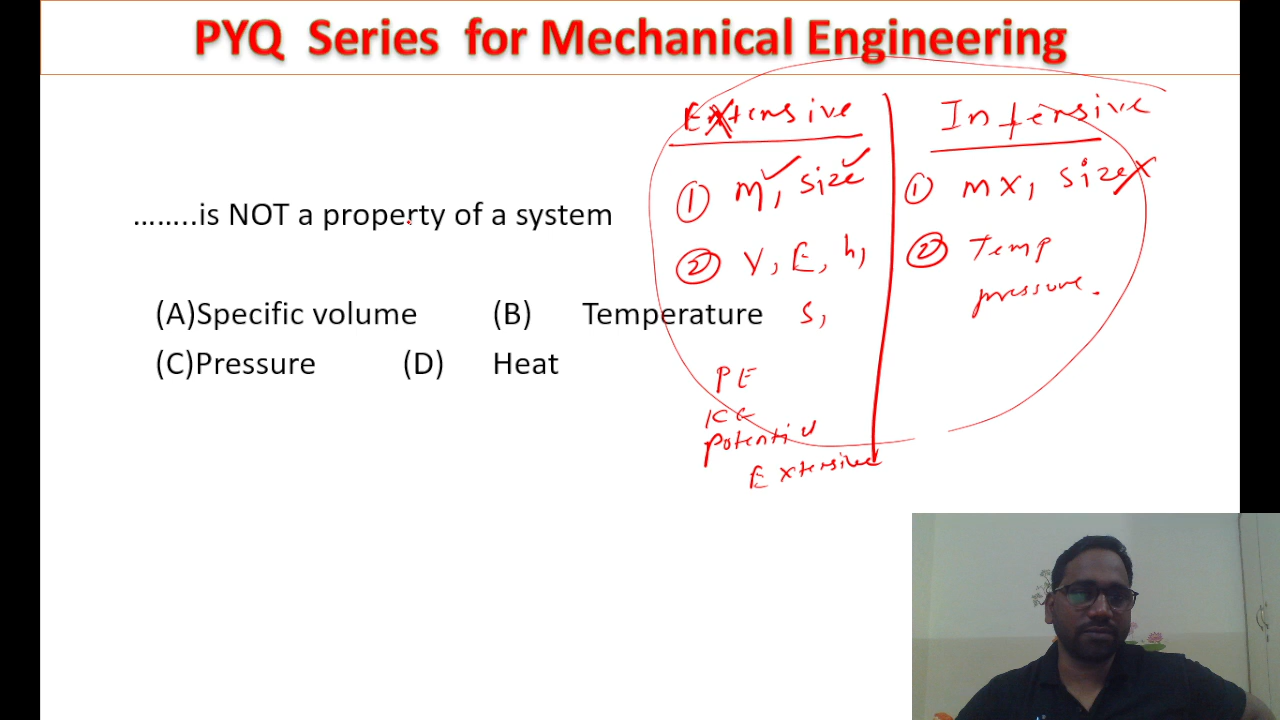 PYQ Series for Mechanical Engineering
Extensive
① m, size
② V, E, h,
s,
PE
KE
Potential
Extensive
Intensive
① m x, size x
② Temp
pressure.
……..is NOT a property of a system
(A)Specific volume (B) Temperature
(C)Pressure (D) Heat